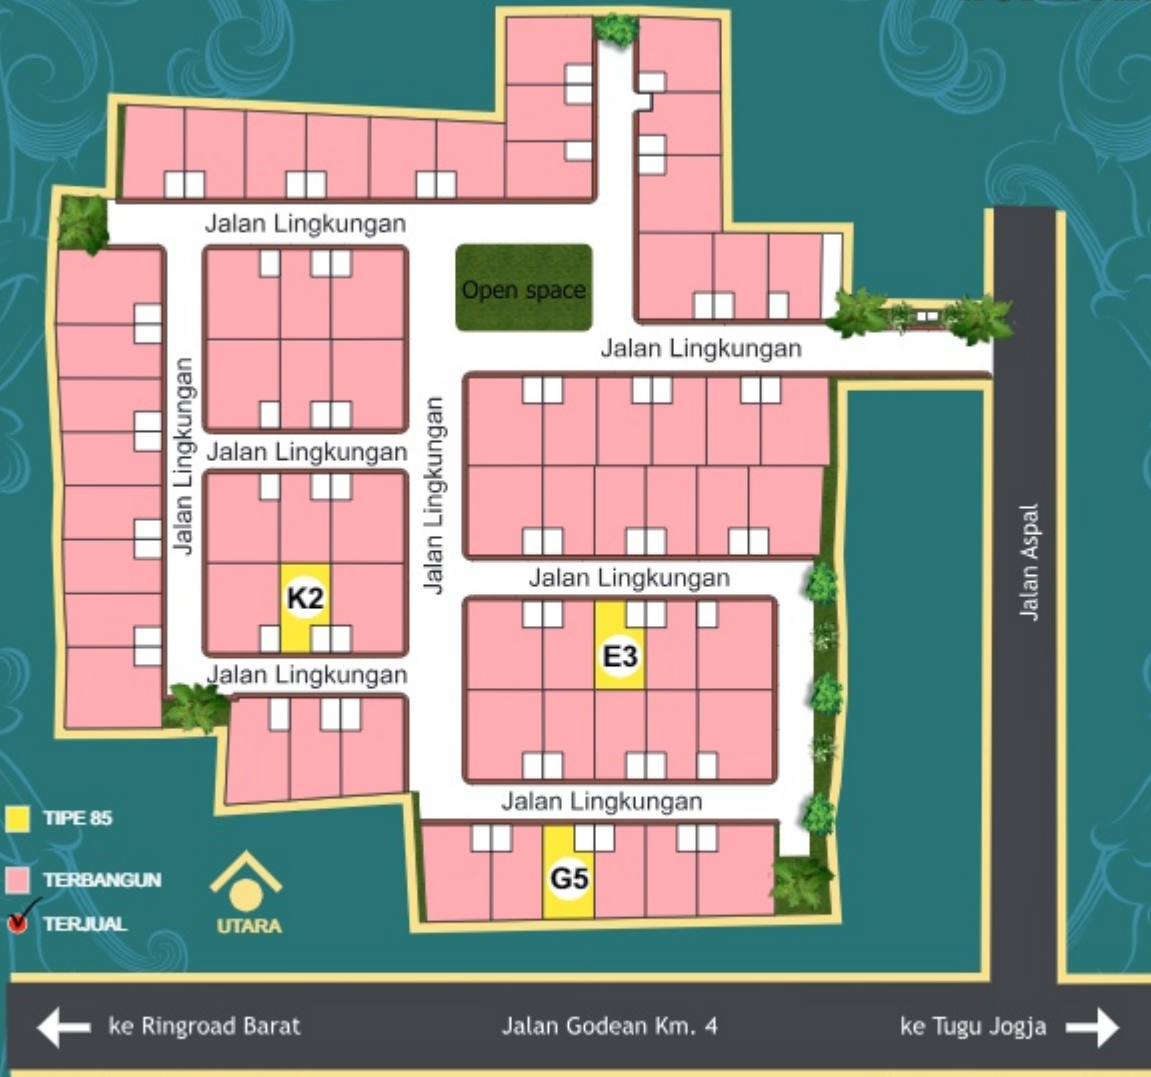 Jalan Lingkungan
Open space
Jalan Lingkungan
Jalan Lingkungan
Jalan Lingkungan
Jalan Lingkungan
Jalan Lingkungan
Jalan Aspal
Jalan Lingkungan
K2
E3
Jalan Lingkungan
Jalan Lingkungan
TIPE 85
TERBANGUN
G5
TERJUAL
UTARA
ke Ringroad Barat
Jalan Godean Km. 4
ke Tugu Jogja